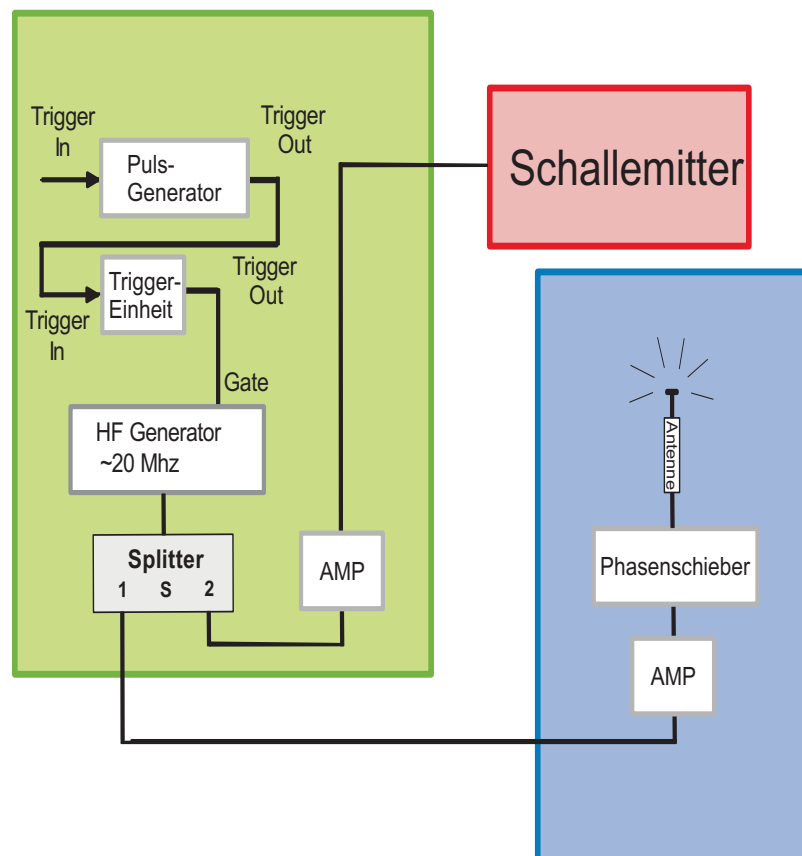 Trigger
In
Puls-
Generator
Trigger
Out
Schallemitter
Trigger
In
Trigger-
Einheit
Trigger
Out
Gate
HF Generator
~20 Mhz
Splitter
1 S 2
AMP
Antenne
Phasenschieber
AMP